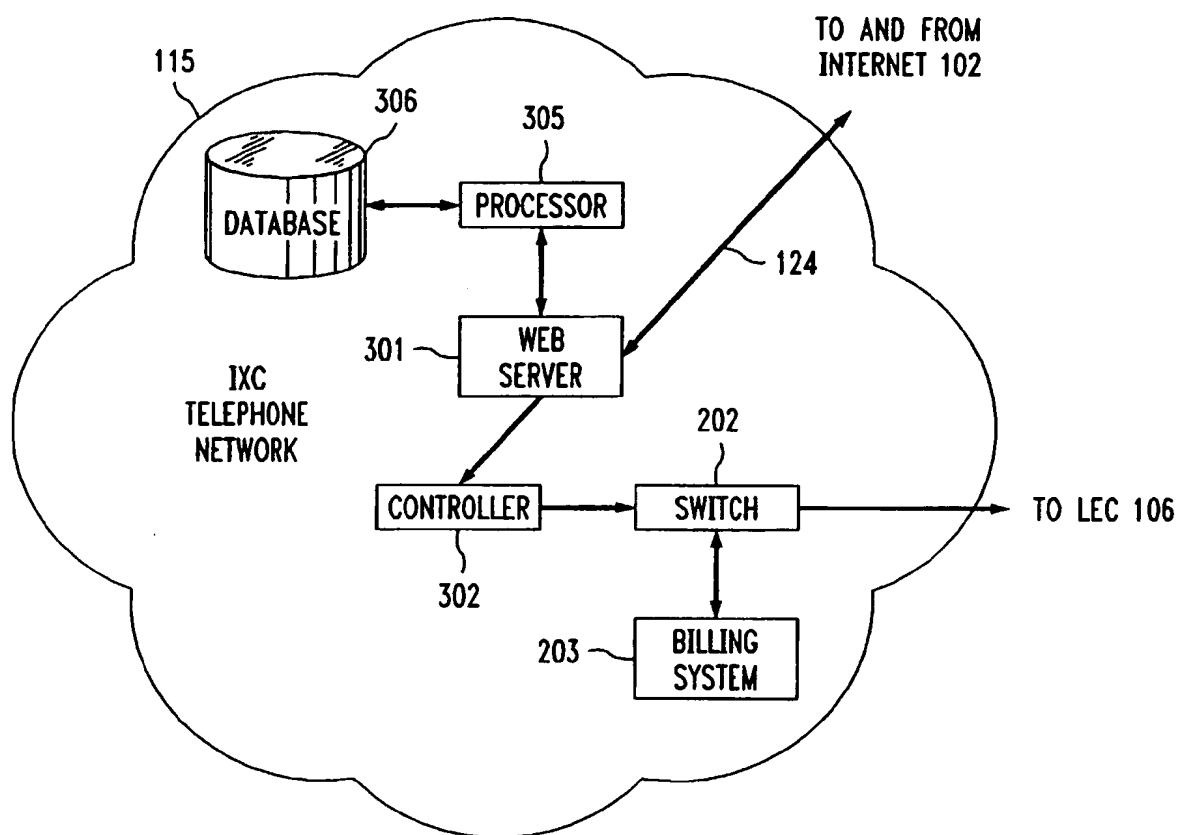 TO AND FROM
INTERNET 102
115
306
305
DATABASE
PROCESSOR
124
301
WEB
SERVER
IXC
TELEPHONE
NETWORK
202
CONTROLLER
SWITCH
TO LEC 106
302
203
BILLING
SYSTEM